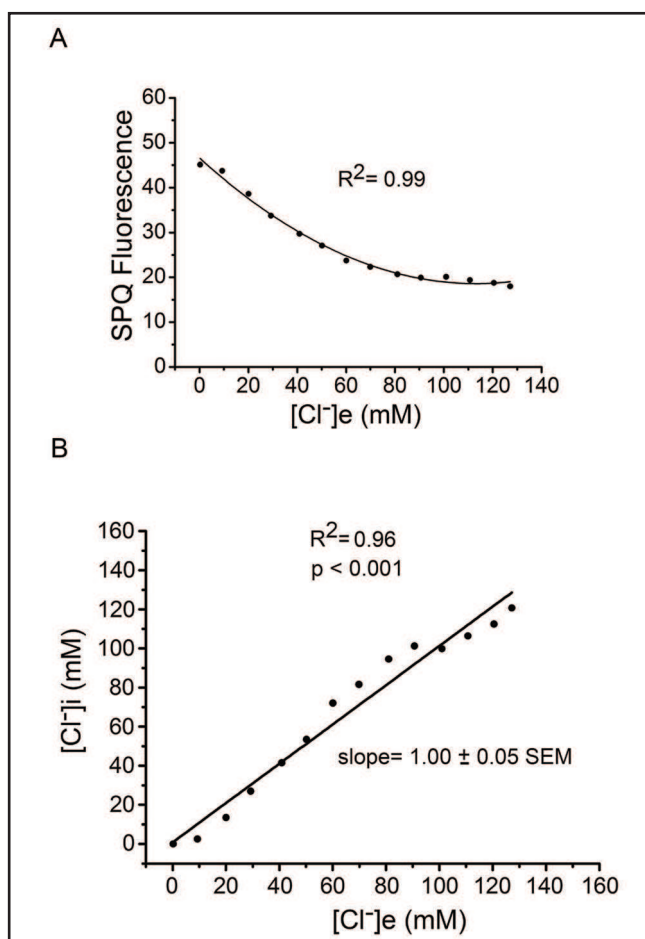 A
60
50
40
30
20
10
0
SPQ Fluorescence
R²= 0.99
0 20 40 60 80 100 120 140
[Cl⁻]e (mM)
B
160
140
120
100
80
60
40
20
0
[Cl⁻]i (mM)
R²= 0.96
p < 0.001
slope= 1.00 ± 0.05 SEM
0 20 40 60 80 100 120 140 160
[Cl⁻]e (mM)